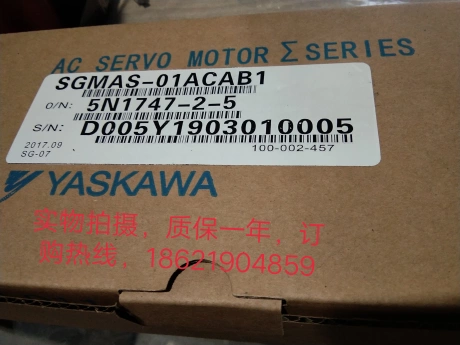 AC SERVO MOTOR Σ SERIES
SGMAS-01ACAB1
O/N: 5N1747-2-5
S/N: D005Y1903010005
2017.09
SG-07
100-002-457
YASKAWA
实物拍摄，质保一年，订
购热线，18621904859